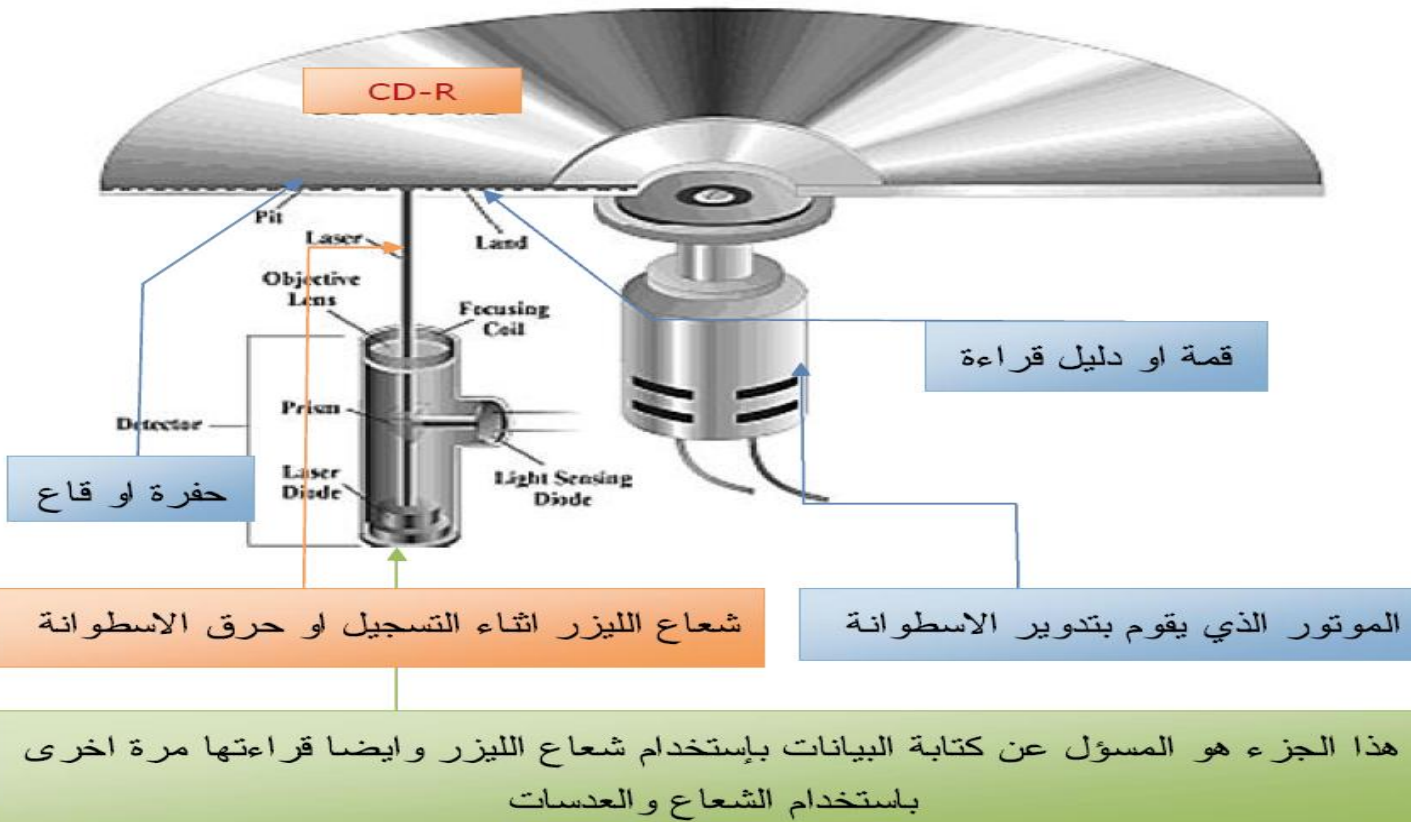 CD-R
Pit
Laser
Land
Objective
Lens
Focusing
Coil
قمة او دليل قراءة
Prism
Detector
حفرة او قاع
Laser
Diode
Light Sensing
Diode
شعاع الليزر اثناء التسجيل او حرق الاسطوانة
الموتور الذي يقوم بتدوير الاسطوانة
هذا الجزء هو المسؤل عن كتابة البيانات بإستخدام شعاع الليزر وايضا قراءتها مرة اخرى
باستخدام الشعاع والعدسات